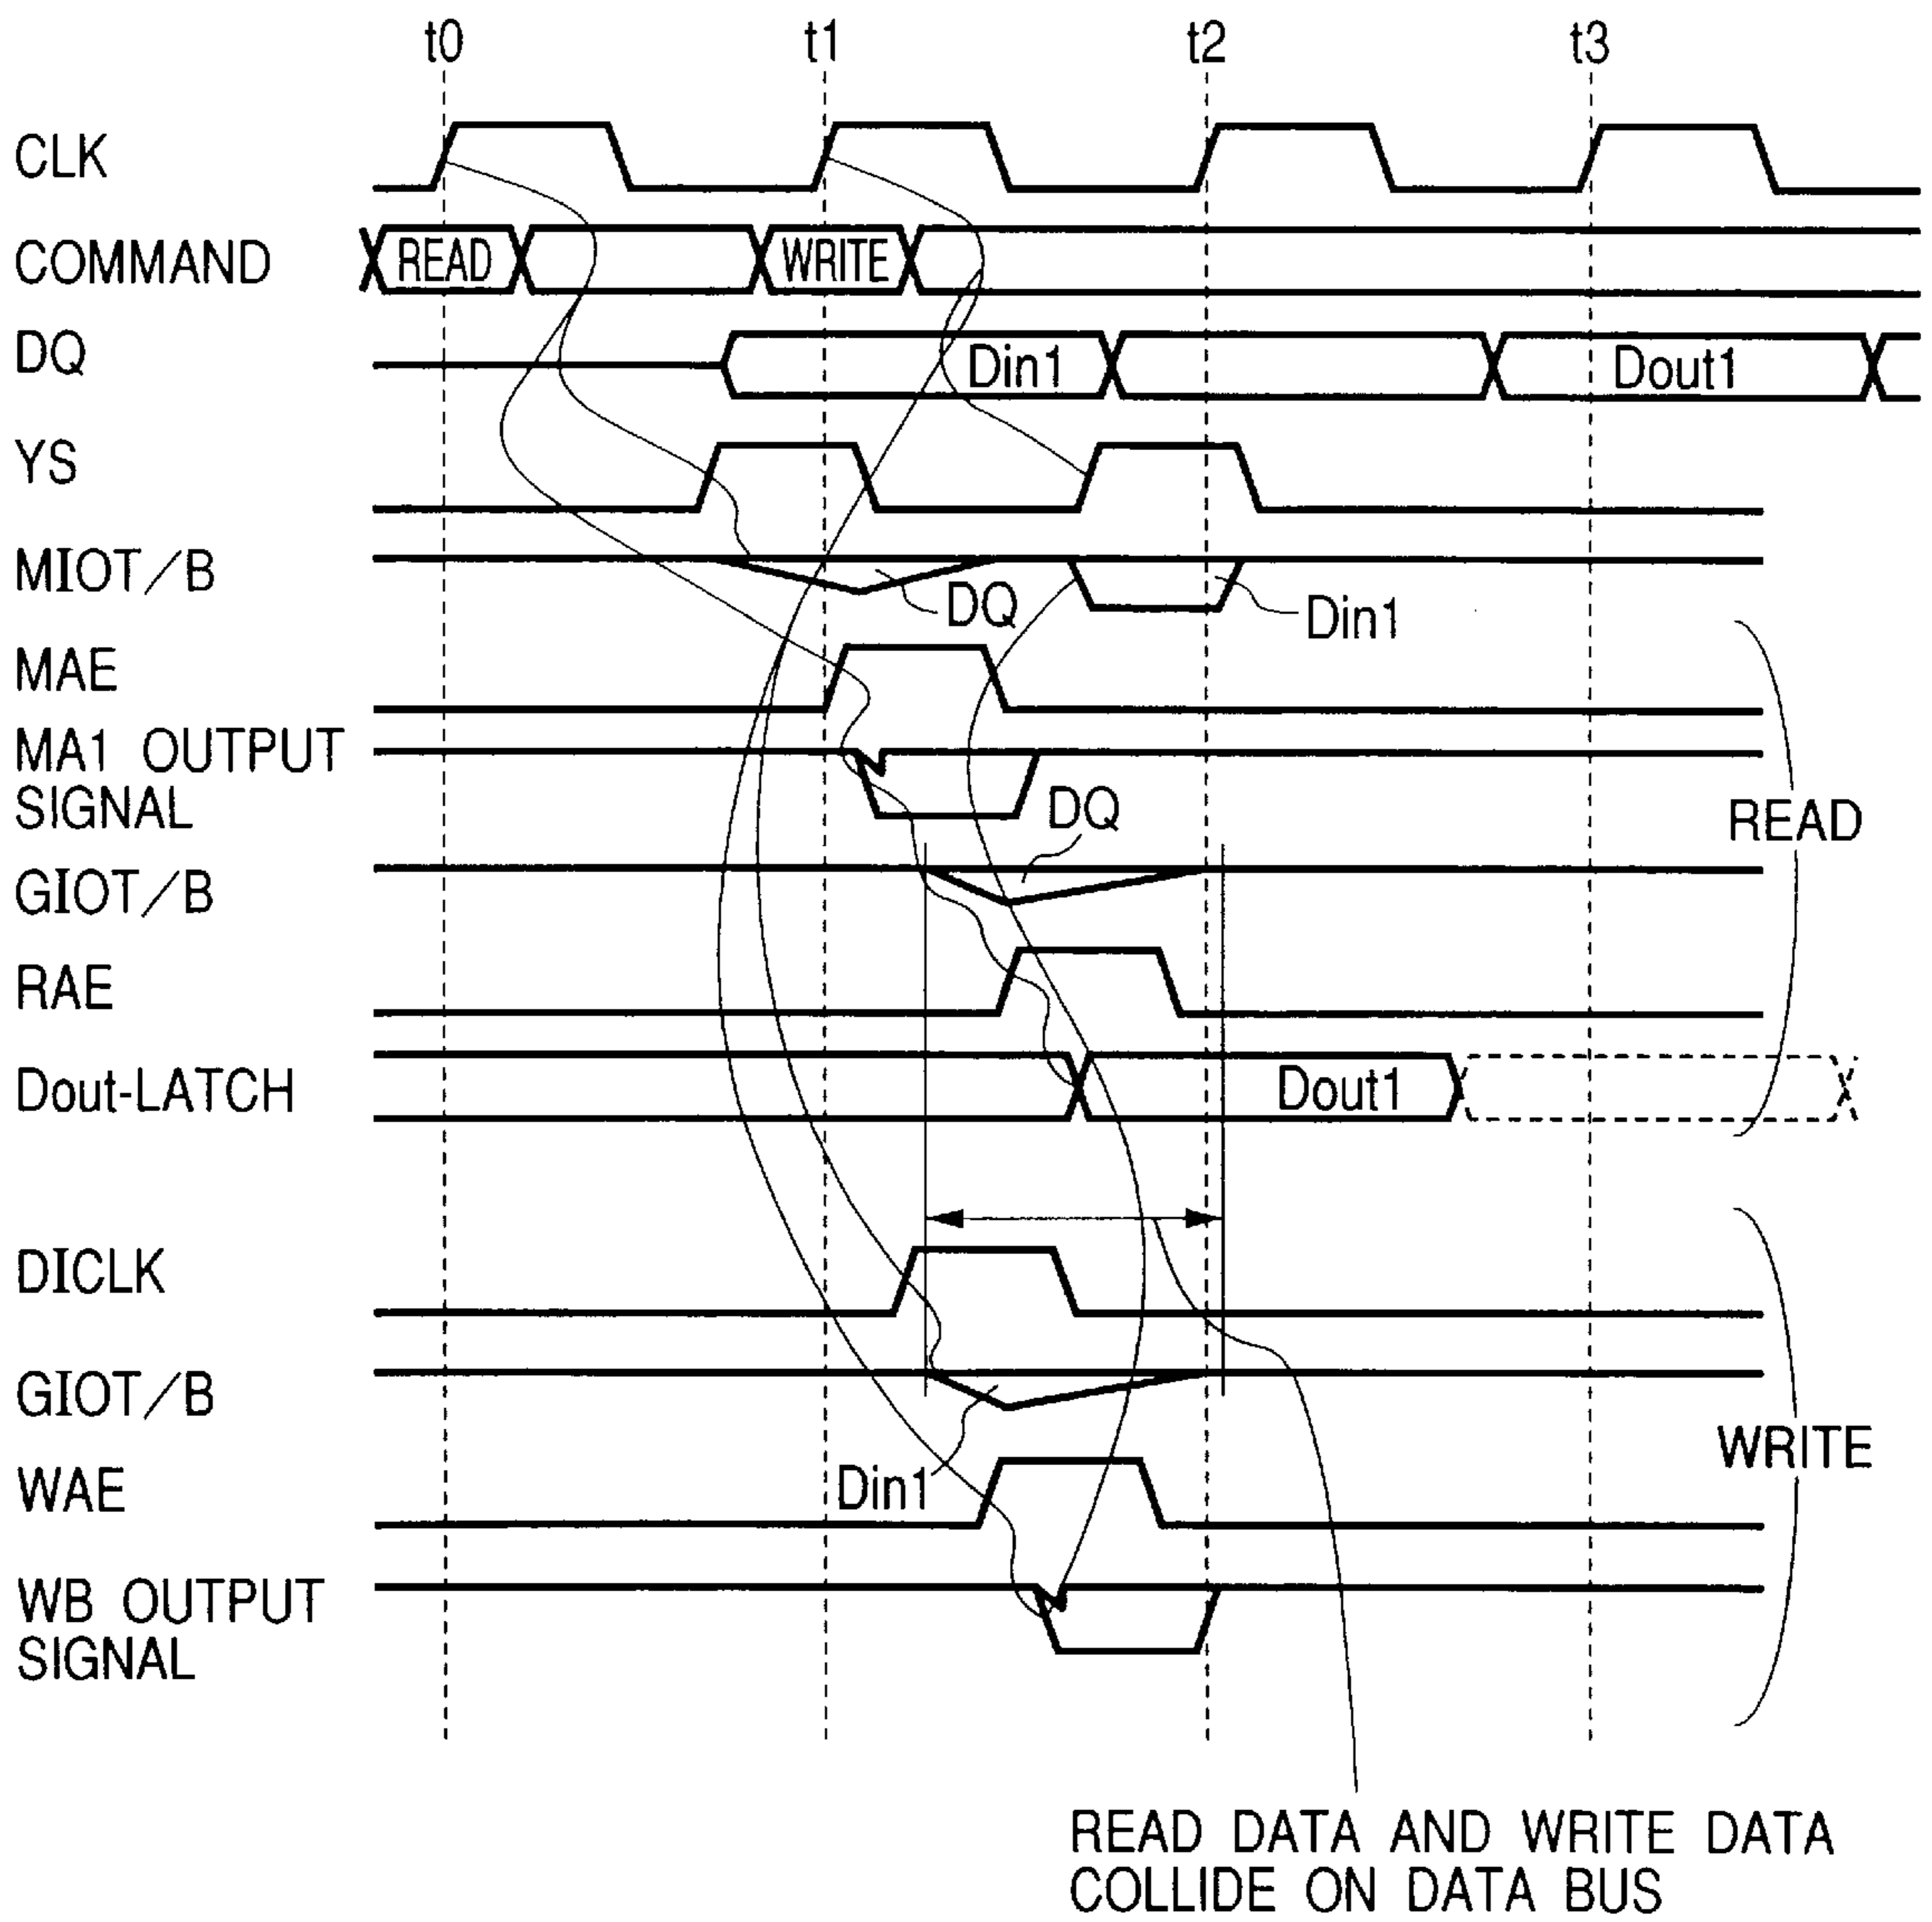 t0 t1 t2 t3
CLK
COMMAND READ WRITE
DQ Din1 Dout1
YS
MIOT/B DQ Din1
MAE
MA1 OUTPUT
SIGNAL
DQ
READ
GIOT/B
RAE
Dout-LATCH Dout1
DICLK
GIOT/B
WRITE
WAE Din1
WB OUTPUT
SIGNAL
READ DATA AND WRITE DATA
COLLIDE ON DATA BUS